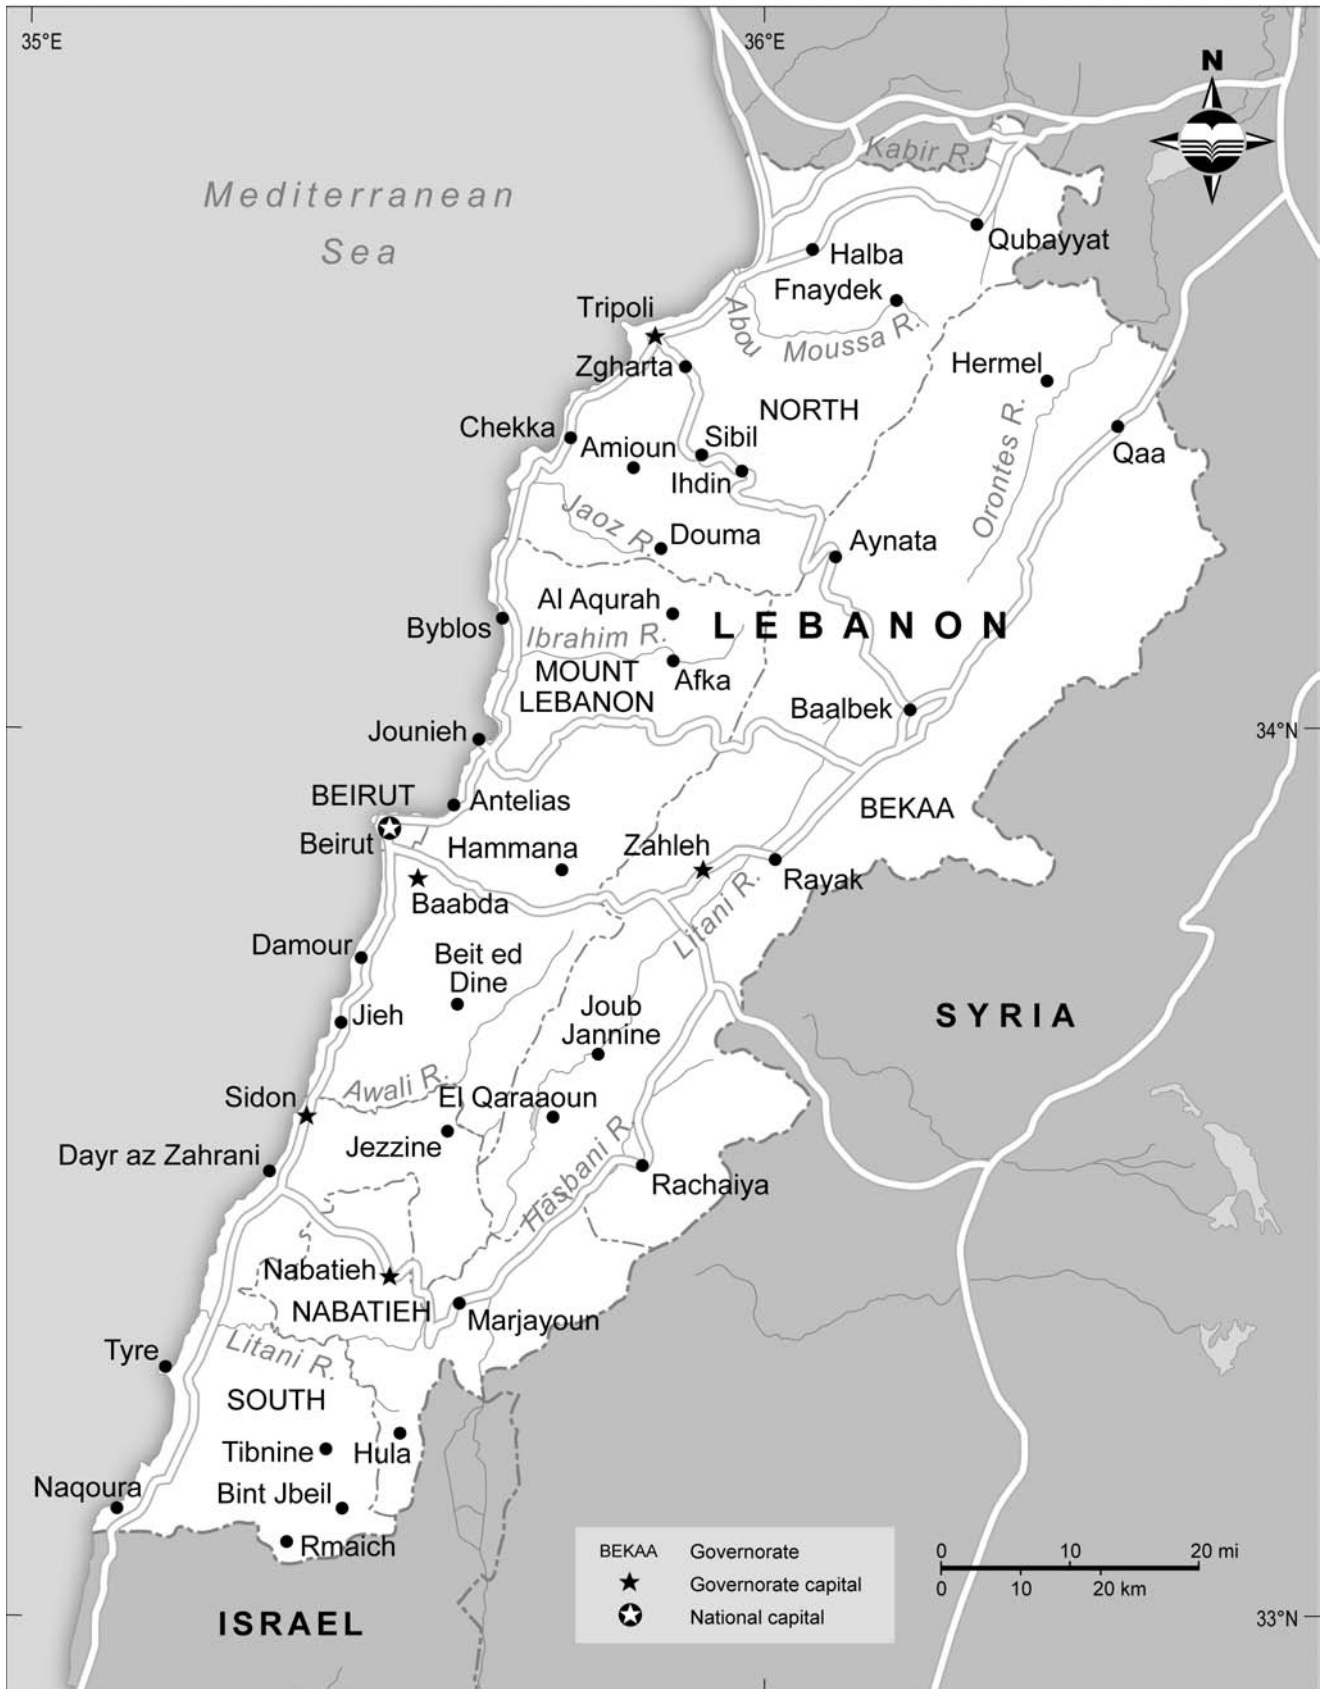 35°E
36°E
N
Kabir R.
Mediterranean
Sea
Qubayyat
Halba
Fnaydek
Tripoli
Abou
Moussa R.
Zgharta
Hermel
NORTH
Chekka
Amioun
Sibil
Ihdin
Orontes R.
Qaa
Jaoz R.
Douma
Aynata
Al Aqurah
LEBANON
Byblos
Ibrahim R.
MOUNT
LEBANON
Afka
Baalbek
Jounieh
34°N
BEIRUT
Antelias
BEKAA
Beirut
Hammana
Zahleh
Rayak
Baabda
Litani R.
Damour
Beit ed
Dine
Jieh
Joub
Jannine
SYRIA
Awali R.
Sidon
El Qaraaoun
Jezzine
Dayr az Zahrani
Hasbani R.
Rachaiya
Nabatieh
NABATIEH
Marjayoun
Litani R.
Tyre
SOUTH
Tibnine
Hula
Naqoura
Bint Jbeil
Rmaich
ISRAEL
BEKAA Governorate
Governorate capital
National capital
0 10 20 mi
0 10 20 km
33°N